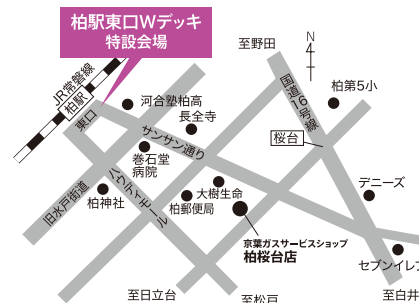 柏駅東口Wデッキ
特設会場
至野田
N
JR常磐線
柏駅
東口
国道16号線
柏第5小
河合塾柏高
長全寺
サンサン通り
桜台
巻石堂
病院
ハウディモール
旧水戸街道
柏神社
大樹生命
柏郵便局
デニーズ
京葉ガスサービスショップ
柏桜台店
セブンイレブ
至日立台
至松戸
至白井